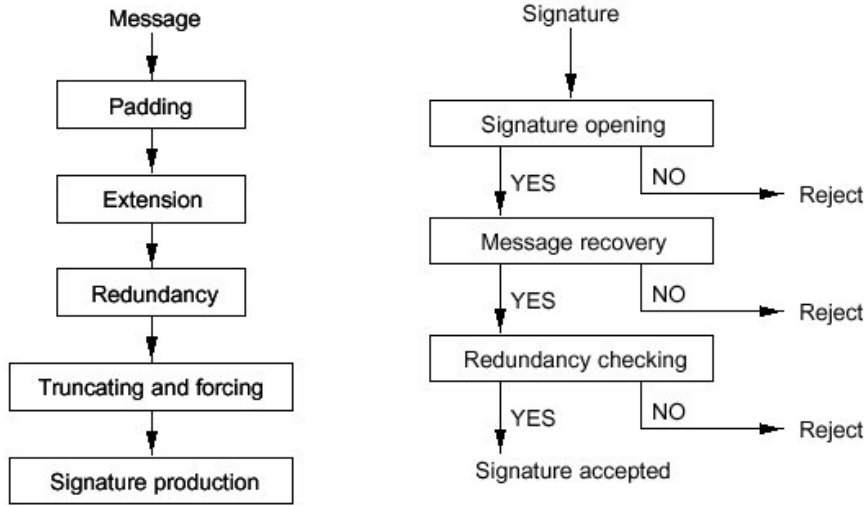 Message
Padding
Extension
Redundancy
Truncating and forcing
Signature production
Signature
Signature opening
YES
NO
Reject
Message recovery
YES
NO
Reject
Redundancy checking
YES
NO
Reject
Signature accepted